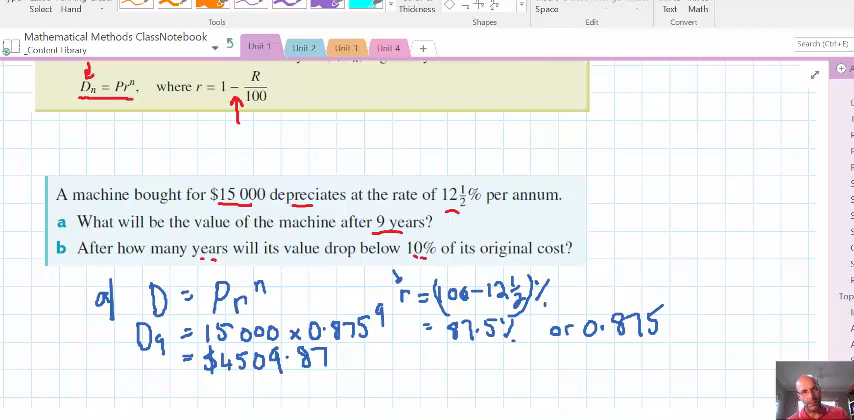 Thickness
Space
Text Math
Tools
Shapes
Edit
Convert
Mathematical Methods ClassNotebook
_Content Library
Unit 1
Unit 2
Unit 3
Unit 4
+
Search (Ctrl+E)
Dₙ = Prⁿ, where r = 1 − R/100
A machine bought for $15 000 depreciates at the rate of 12½% per annum.
a What will be the value of the machine after 9 years?
b After how many years will its value drop below 10% of its original cost?
a) D = Prⁿ
r = (100 − 12½)%
D₉ = 15 000 × 0.875⁹
= 87.5% or 0.875
= $4509.87